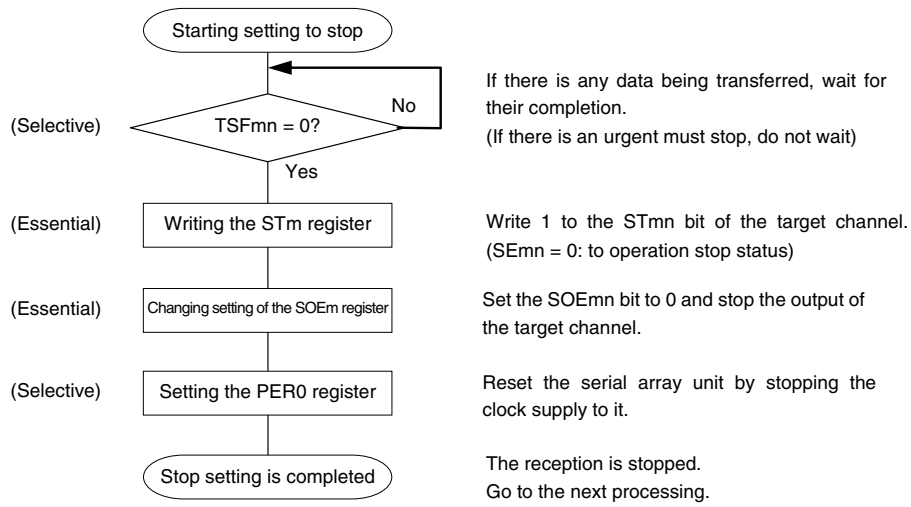 Starting setting to stop
No
If there is any data being transferred, wait for
their completion.
(If there is an urgent must stop, do not wait)
(Selective)
TSFmn = 0?
Yes
(Essential)
Writing the STm register
Write 1 to the STmn bit of the target channel.
(SEmn = 0: to operation stop status)
(Essential)
Changing setting of the SOEm register
Set the SOEmn bit to 0 and stop the output of
the target channel.
(Selective)
Setting the PER0 register
Reset the serial array unit by stopping the
clock supply to it.
Stop setting is completed
The reception is stopped.
Go to the next processing.